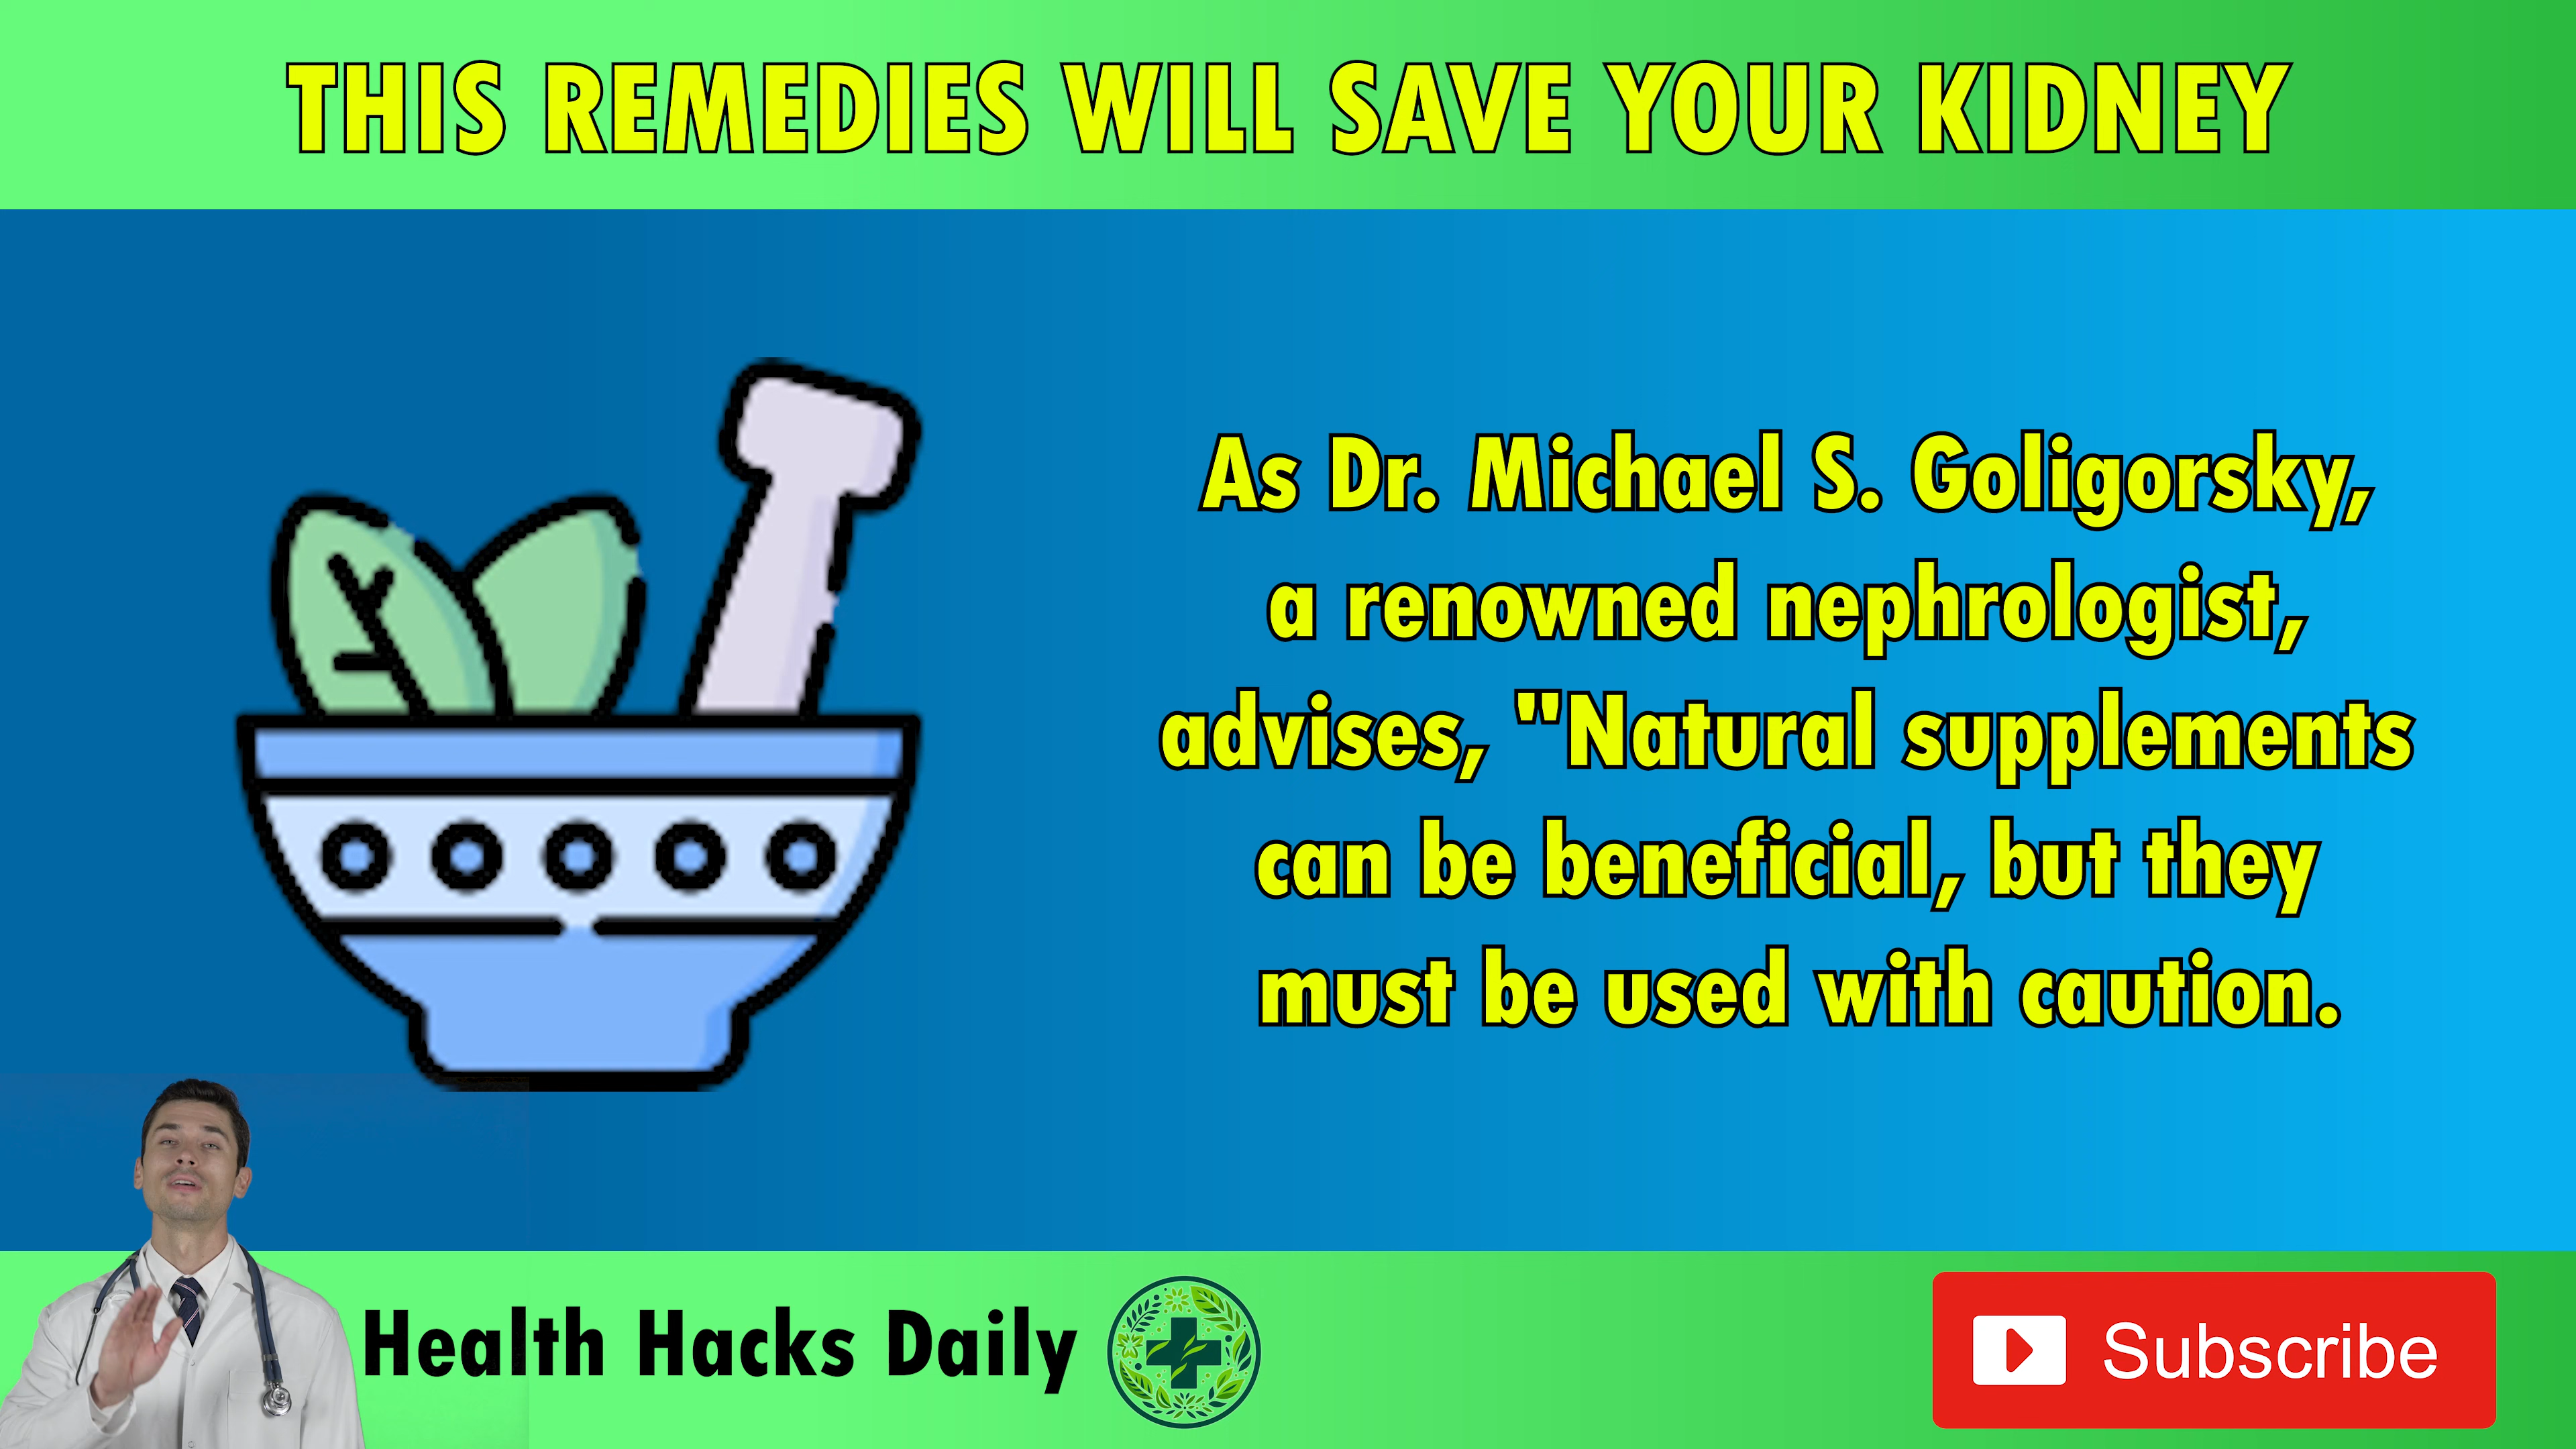 THIS REMEDIES WILL SAVE YOUR KIDNEY
As Dr. Michael S. Goligorsky,
a renowned nephrologist,
advises, "Natural supplements
can be beneficial, but they
must be used with caution.
Health Hacks Daily
Subscribe